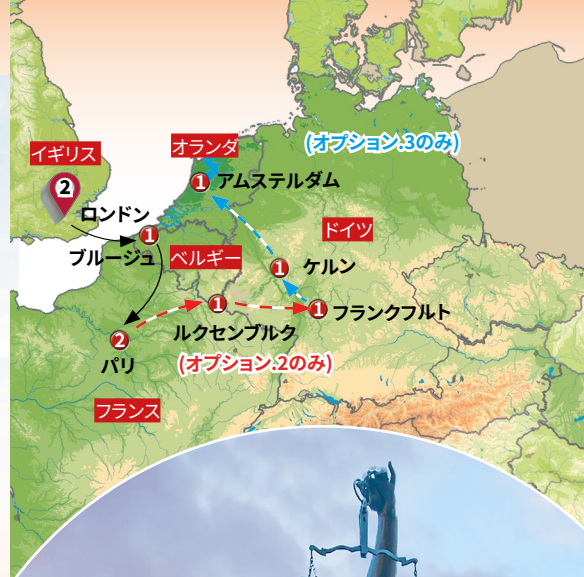 オランダ
(オプション.3のみ)
イギリス
2
1
アムステルダム
ロンドン
1
ドイツ
ブルージュ
ベルギー
1
ケルン
1
1
フランクフルト
ルクセンブルク
2
パリ
(オプション.2のみ)
フランス